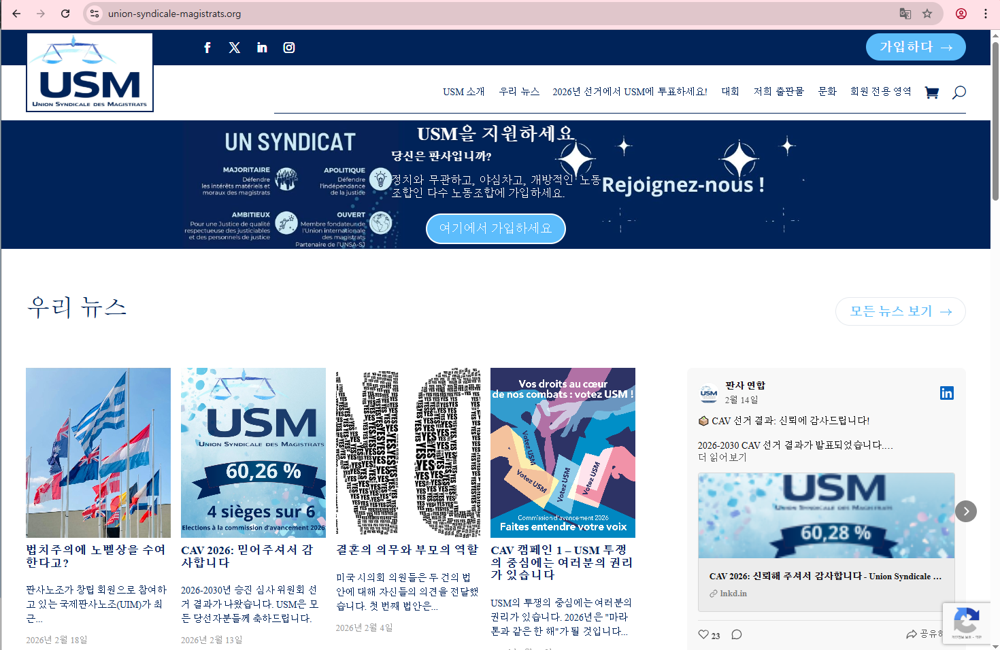 union-syndicale-magistrats.org
가입하다 →
USM
UNION SYNDICALE DES MAGISTRATS
USM 소개
우리 뉴스
2026년 선거에서 USM에 투표하세요!
대회
저희 출판물
문화
회원 전용 영역
UN SYNDICAT
MAJORITAIRE
Défendre
les intérêts matériels et
moraux des magistrats
APOLITIQUE
Défendre
l'indépendance
de la justice
AMBITIEUX
Pour une Justice de qualité
respectueuse des justiciables
et des personnels de justice
OUVERT
Membre fondateur de
l'Union internationale
des magistrats
Partenaire de l'UNSA-SJ
USM을 지원하세요
당신은 판사입니까?
정치와 무관하고, 야심차고, 개방적인 노동
조합인 다수 노동조합에 가입하세요.
여기에서 가입하세요
Rejoignez-nous !
우리 뉴스
모든 뉴스 보기 →
법치주의에 노벨상을 수여
한다고?
판사노조가 창립 회원으로 참여하
고 있는 국제판사노조(UIM)가 최
근...
2026년 2월 18일
USM
UNION SYNDICALE DES MAGISTRATS
60,26 %
4 sièges sur 6
Elections à la commission d'avancement 2026
CAV 2026: 믿어주셔서 감
사합니다
2026-2030년 승진 심사 위원회 선
거 결과가 나왔습니다. USM은 모
든 당선자분들께 축하드립니다.
2026년 2월 13일
NO
YES
결혼의 의무와 부모의 역할
미국 시의회 의원들은 두 건의 법
안에 대해 자신들의 의견을 전달했
습니다. 첫 번째 법안은...
2026년 2월 4일
Vos droits au cœur
de nos combats : votez USM !
Votez USM
Votez USM
Votez USM
Votez USM
Commission d'avancement 2026
Faites entendre votre voix
CAV 캠페인 1 – USM 투쟁
의 중심에는 여러분의 권리
가 있습니다
USM의 투쟁의 중심에는 여러분의
권리가 있습니다. 2026년은 "마라
톤과 같은 한 해"가 될 것입니다...
USM
판사 연합
2월 14일
CAV 선거 결과: 신뢰에 감사드립니다!
2026-2030 CAV 선거 결과가 발표되었습니다....
더 읽어보기
USM
UNION SYNDICALE DES MAGISTRATS
60,28 %
CAV 2026: 신뢰해 주셔서 감사합니다 - Union Syndicale ...
lnkd.in
23
공유하